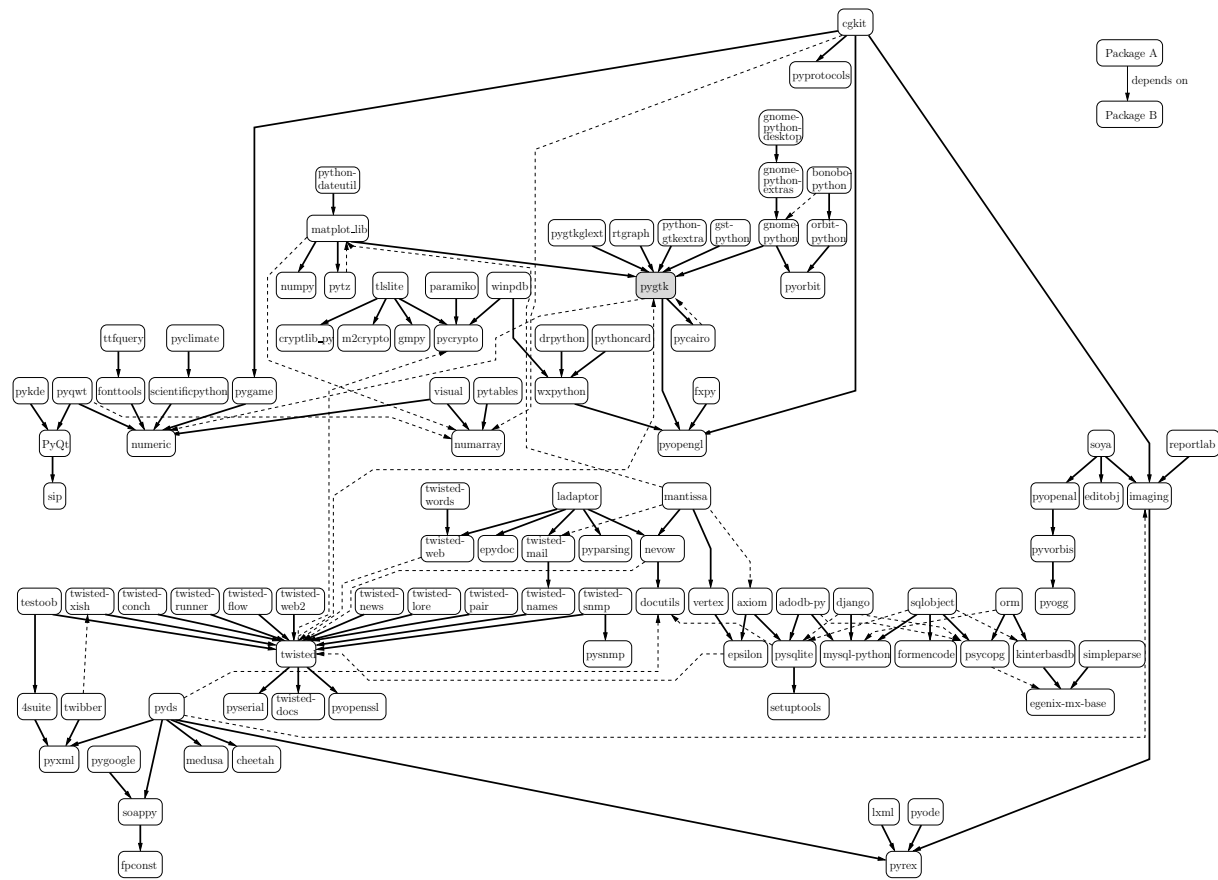 cgkit
Package A
pyprotocols
depends on
Package B
gnome-
python-
desktop
python-
dateutil
gnome-
python-
extras
bonobo-
python
matplot_lib
pygtkglext
rtgraph
python-
gtkextra
gst-
python
gnome-
python
orbit-
python
numpy
pytz
tlslite
paramiko
winpdb
pygtk
pyorbit
ttfquery
pyclimate
cryptlib_py
m2crypto
gmpy
pycrypto
drpython
pythoncard
pycairo
pykde
pyqwt
fonttools
scientificpython
pygame
visual
pytables
wxpython
fxpy
PyQt
numeric
numarray
pyopengl
soya
reportlab
sip
twisted-
words
ladaptor
mantissa
pyopenal
editobj
imaging
twisted-
web
epydoc
twisted-
mail
pyparsing
nevow
pyvorbis
testoob
twisted-
xish
twisted-
conch
twisted-
runner
twisted-
flow
twisted-
web2
twisted-
news
twisted-
lore
twisted-
pair
twisted-
names
twisted-
snmp
docutils
vertex
axiom
adodb-py
django
sqlobject
orm
pyogg
twisted
pysnmp
epsilon
pysqlite
mysql-python
formencode
psycopg
kinterbasdb
simpleparse
4suite
twibber
pyds
pyserial
twisted-
docs
pyopenssl
setuptools
egenix-mx-base
pyxml
pygoogle
medusa
cheetah
soappy
lxml
pyode
fpconst
pyrex